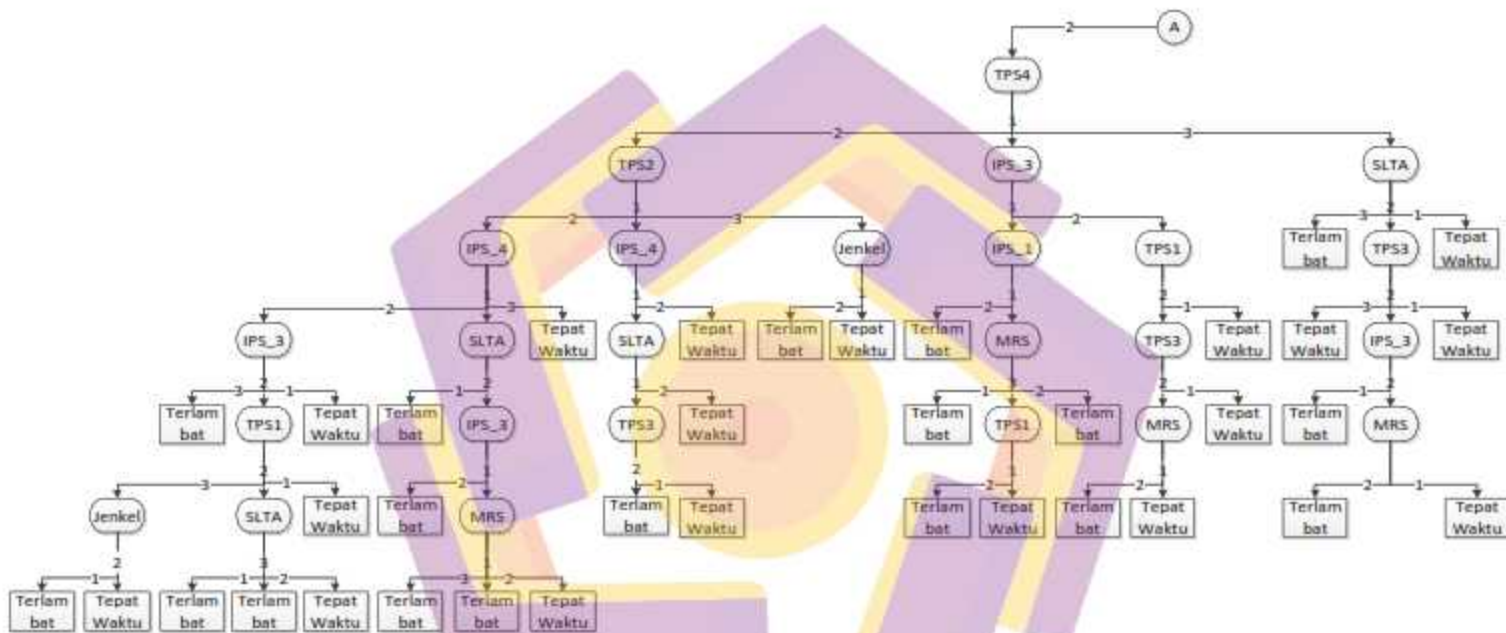 2 A
TPS4
1
2 3
TPS2 IPS_3 SLTA
1 1 2
2 3 2 3 1
IPS_4 IPS_4 Jenkel IPS_1 TPS1 Terlam TPS3 Tepat
bat Waktu
1 1 1 2 2
2 3 2 2 2 1 3 1
IPS_3 SLTA Tepat SLTA Tepat Terlam Tepat Terlam MRS TPS3 Tepat Tepat IPS_3 Tepat
Waktu Waktu bat Waktu bat Waktu Waktu Waktu
2 2 1 2 2
3 1 1 2 1 2 1 1
Terlam TPS1 Tepat Terlam IPS_3 TPS3 Tepat Terlam TPS1 Terlam MRS Tepat Terlam MRS
bat Waktu bat Waktu bat bat Waktu bat
2 1 2 1 1
3 1 2 1 2 2 2 1
Jenkel SLTA Tepat Terlam MRS Terlam Tepat Terlam Tepat Terlam Tepat Terlam Tepat
Waktu bat bat Waktu bat Waktu bat Waktu bat Waktu
2 3 1
1 1 2 3 2
Terlam Tepat Terlam Terlam Tepat Terlam Terlam Tepat
bat Waktu bat bat Waktu bat bat Waktu